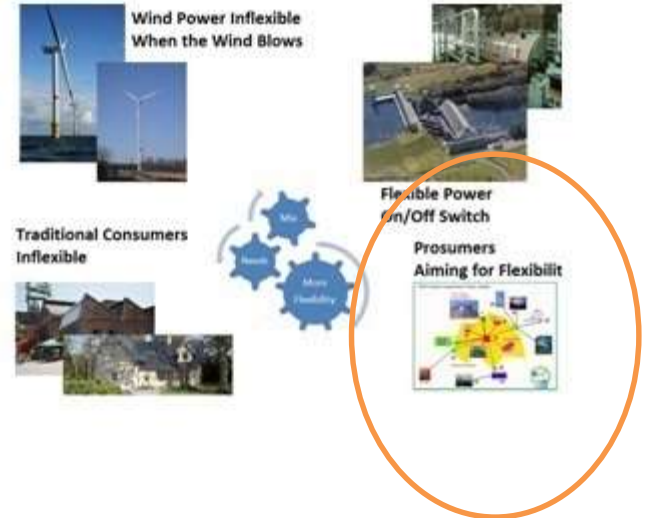 Wind Power Inflexible
When the Wind Blows
Flexible Power
On/Off Switch
Traditional Consumers
Inflexible
Mix
Needs
More
Flexibility
Prosumers
Aiming for Flexibilit